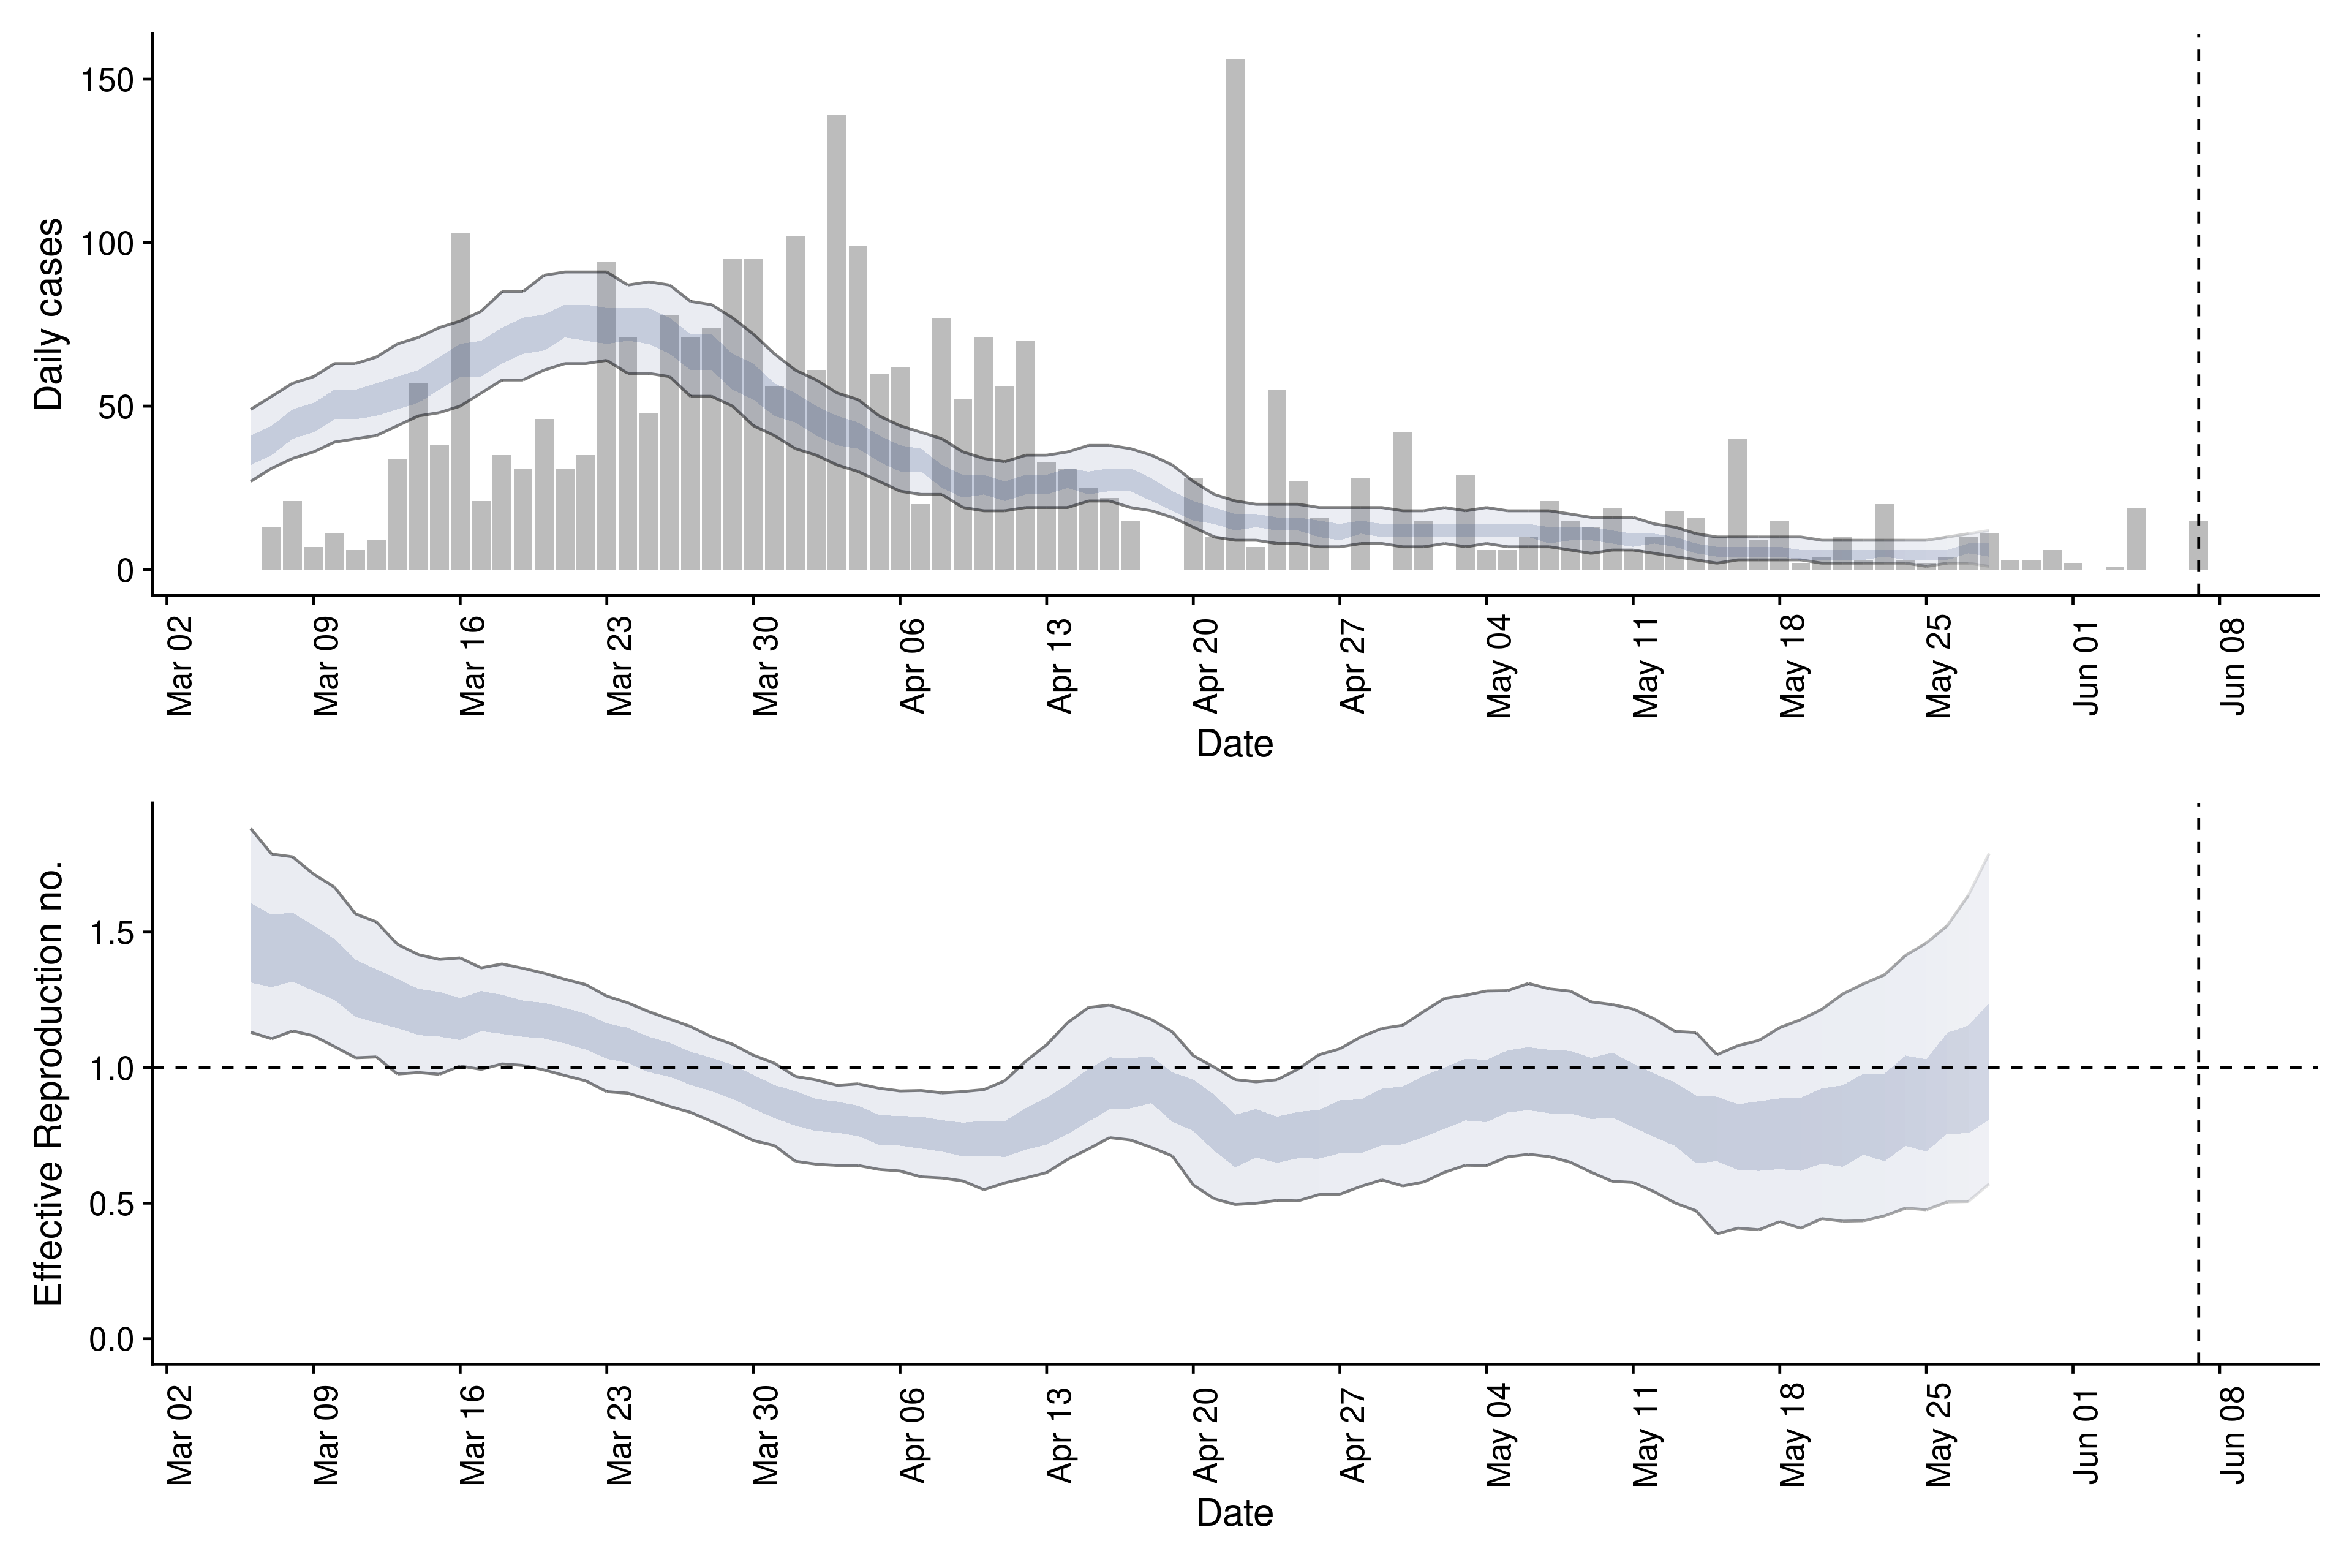 Daily cases
150
100
50
0
Mar 02
Mar 09
Mar 16
Mar 23
Mar 30
Apr 06
Apr 13
Apr 20
Apr 27
May 04
May 11
May 18
May 25
Jun 01
Jun 08
Date
Effective Reproduction no.
1.5
1.0
0.5
0.0
Mar 02
Mar 09
Mar 16
Mar 23
Mar 30
Apr 06
Apr 13
Apr 20
Apr 27
May 04
May 11
May 18
May 25
Jun 01
Jun 08
Date